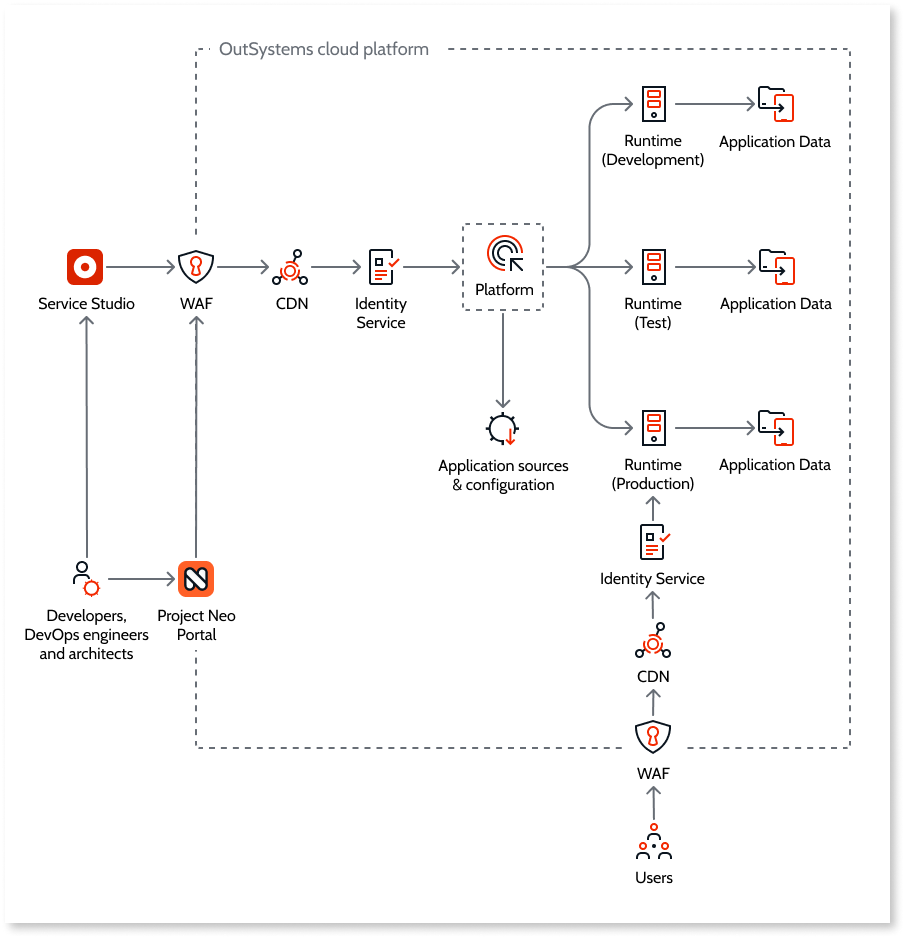 OutSystems cloud platform
Runtime
(Development)
Application Data
Service Studio
WAF
CDN
Identity
Service
Platform
Runtime
(Test)
Application Data
Application sources
& configuration
Runtime
(Production)
Application Data
Identity Service
Developers,
DevOps engineers
and architects
Project Neo
Portal
CDN
WAF
Users